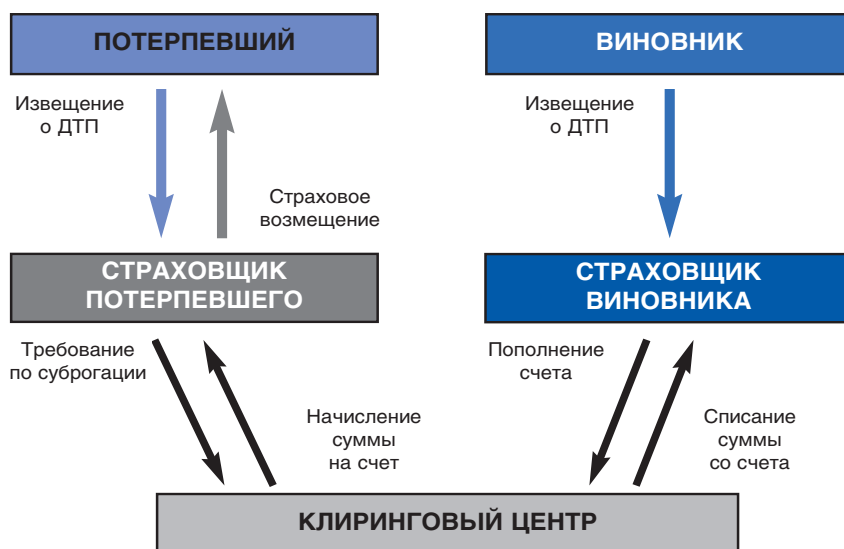 ПОТЕРПЕВШИЙ
ВИНОВНИК
Извещение
о ДТП
Страховое
возмещение
Извещение
о ДТП
СТРАХОВЩИК
ПОТЕРПЕВШЕГО
СТРАХОВЩИК
ВИНОВНИКА
Требование
по суброгации
Начисление
суммы
на счет
Пополнение
счета
Списание
суммы
со счета
КЛИРИНГОВЫЙ ЦЕНТР